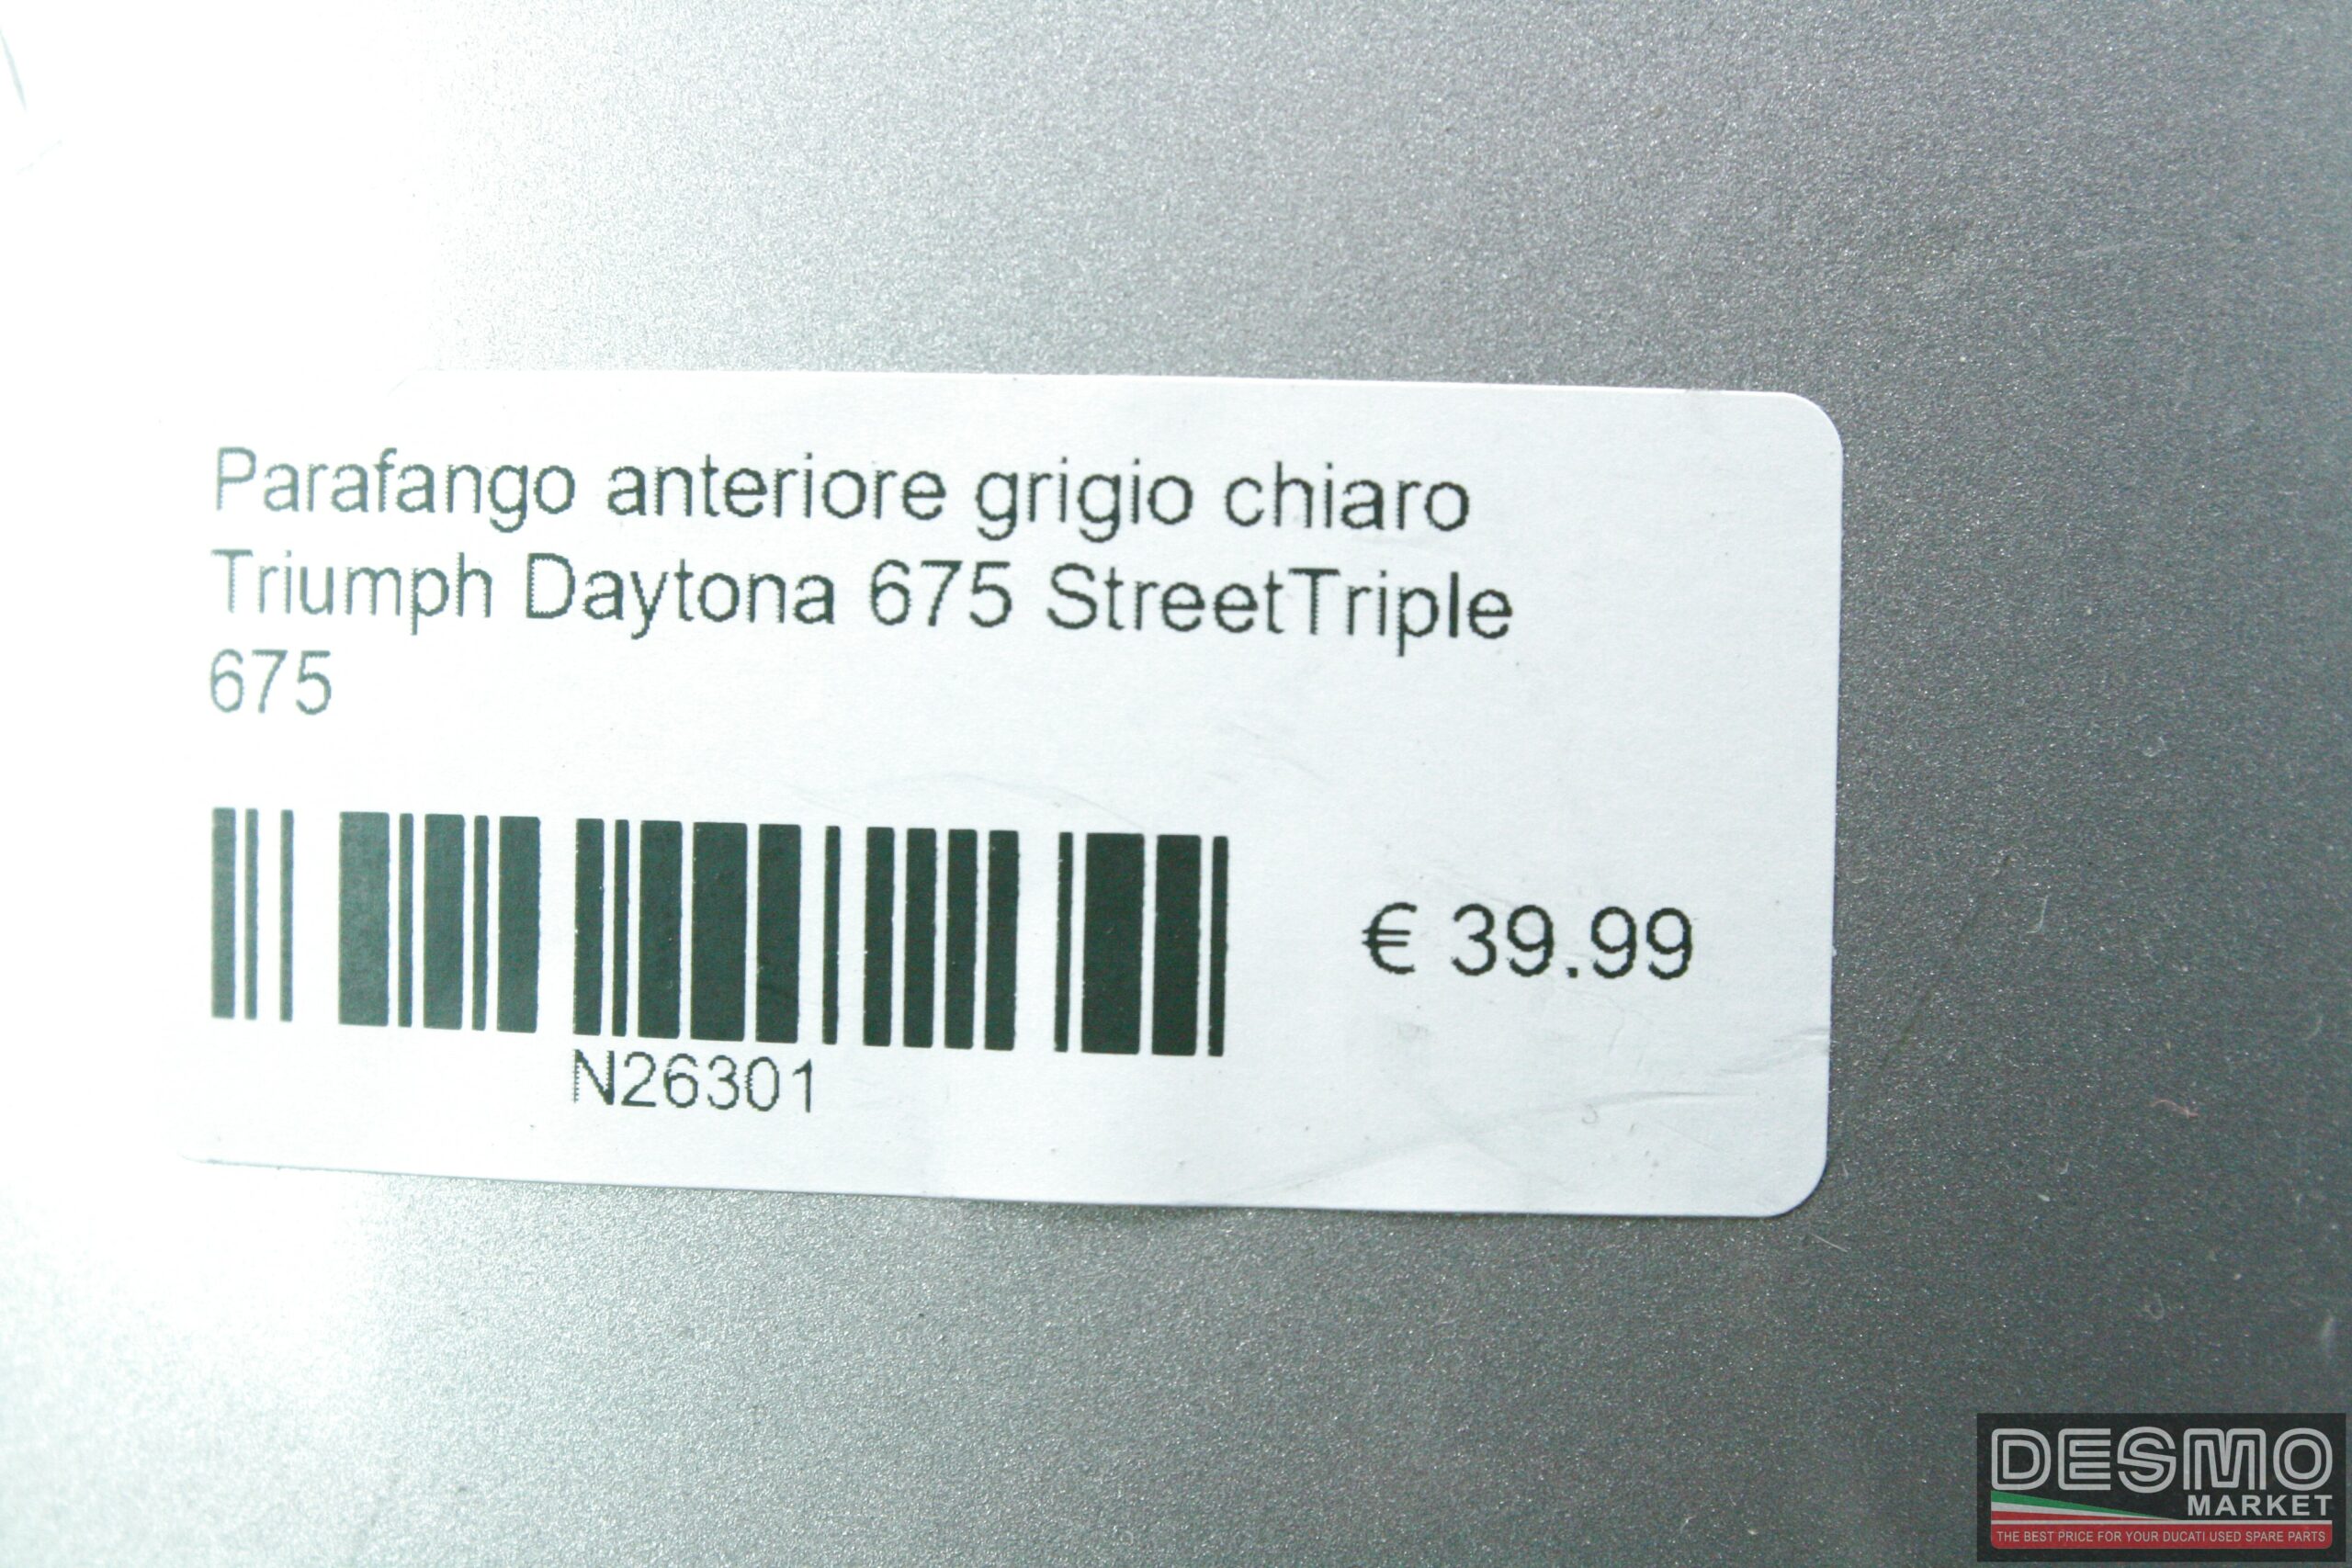 Parafango anteriore grigio chiaro
Triumph Daytona 675 StreetTriple
675
€ 39.99
N26301
DESMO
MARKET
THE BEST PRICE FOR YOUR DUCATI USED SPARE PARTS